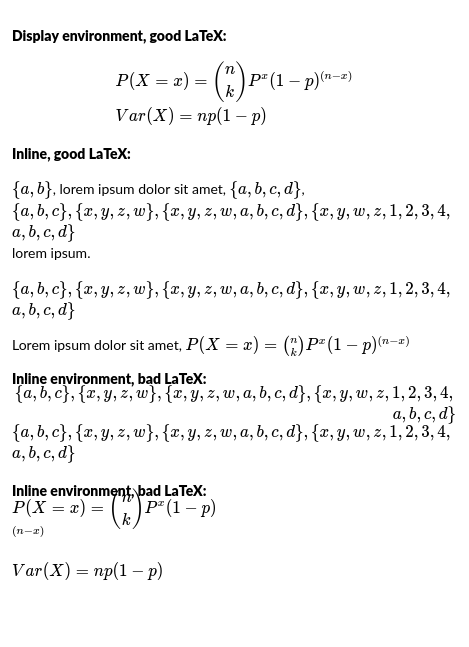 Display environment, good LaTeX:
P(X = x) = \binom{n}{k} P^x (1 − p)^{(n−x)}
Var(X) = np(1 − p)
Inline, good LaTeX:
{a, b}, lorem ipsum dolor sit amet, {a, b, c, d},
{a, b, c}, {x, y, z, w}, {x, y, z, w, a, b, c, d}, {x, y, w, z, 1, 2, 3, 4,
a, b, c, d}
lorem ipsum.
{a, b, c}, {x, y, z, w}, {x, y, z, w, a, b, c, d}, {x, y, w, z, 1, 2, 3, 4,
a, b, c, d}
Lorem ipsum dolor sit amet, P(X = x) = \binom{n}{k} P^x (1 − p)^{(n−x)}
Inline environment, bad LaTeX:
{a, b, c}, {x, y, z, w}, {x, y, z, w, a, b, c, d}, {x, y, w, z, 1, 2, 3, 4,
a, b, c, d}
{a, b, c}, {x, y, z, w}, {x, y, z, w, a, b, c, d}, {x, y, w, z, 1, 2, 3, 4,
a, b, c, d}
Inline environment, bad LaTeX:
P(X = x) = \binom{n}{k} P^x (1 − p)
(n−x)
Var(X) = np(1 − p)